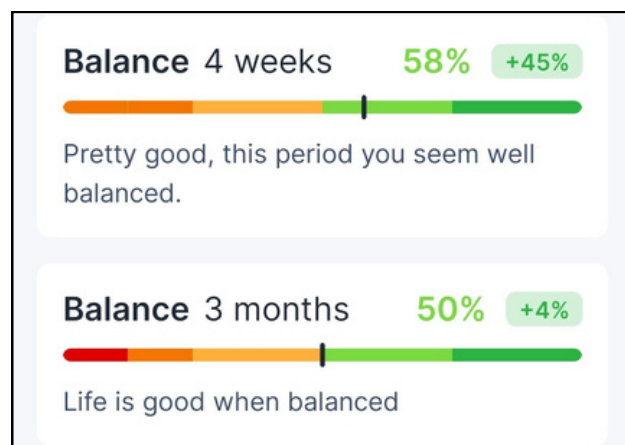 Balance 4 weeks 58% +45%
Pretty good, this period you seem well
balanced.
Balance 3 months 50% +4%
Life is good when balanced